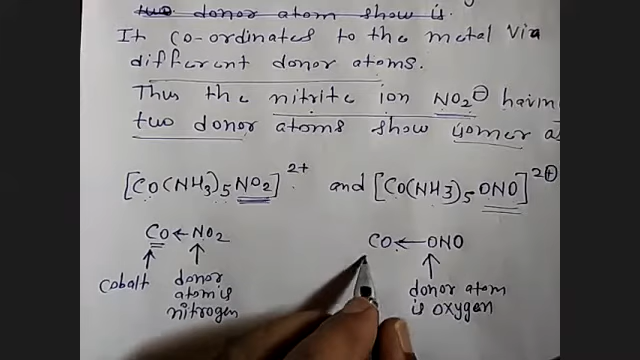 two donor atom show is.
It co-ordinates to the metal via
different donor atoms.
Thus the nitrite ion NO₂⊖ havin
two donor atoms show isomer as
[CO(NH₃)₅NO₂]²⁺ and [CO(NH3)₅ONO]²⊕
CO←NO₂ CO←ONO
cobalt donor atom is nitrogen donor atom is oxygen